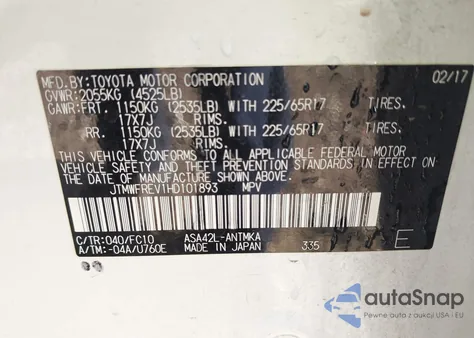 MFD.BY:TOYOTA MOTOR CORPORATION 02/17
GVWR: 2055KG (4525LB)
GAWR:FRT. 1150KG (2535LB) WITH 225/65R17 TIRES.
17X7J RIMS.
RR. 1150KG (2535LB) WITH 225/65R17 TIRES.
17X7J RIMS.
THIS VEHICLE CONFORMS TO ALL APPLICABLE FEDERAL MOTOR
VEHICLE SAFETY AND THEFT PREVENTION STANDARDS IN EFFECT
ON THE DATE OF MANUFACTURE SHOWN ABOVE.
JTMWFREV1HD101893 MPV
C/TR:040/FC10 ASA42L-ANTMKA
A/TM:-04A/U760E MADE IN JAPAN 335 E
autoSnap
Pewne auta z aukcji USA - EU